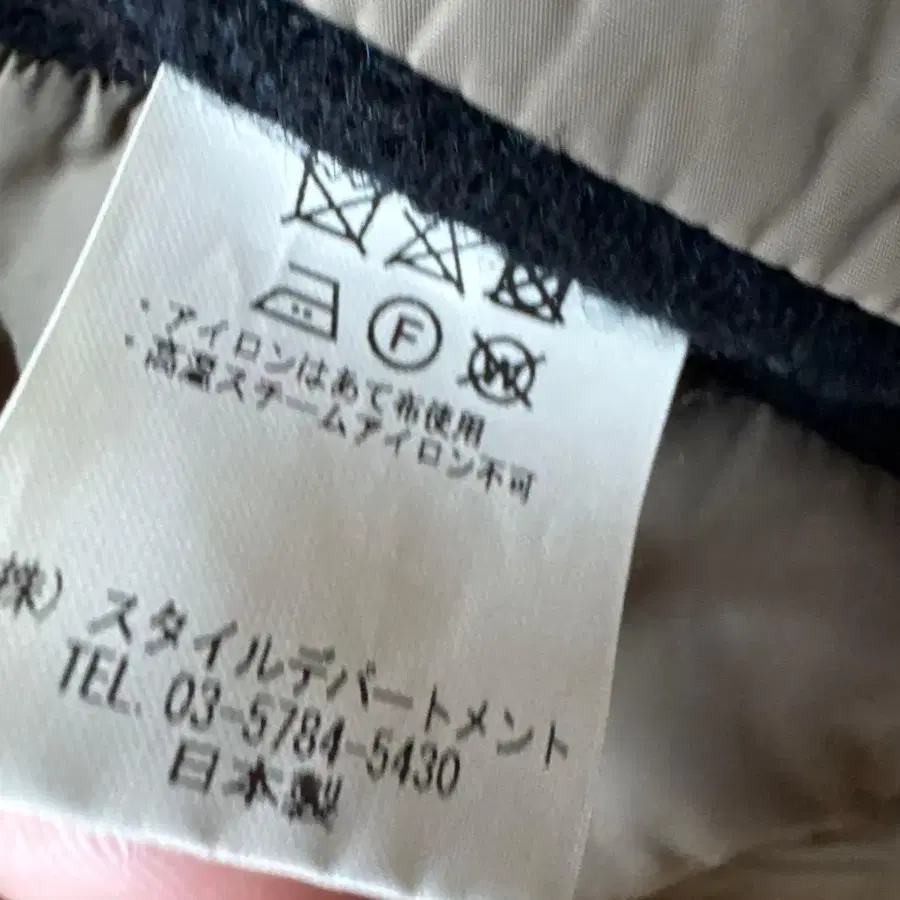 F
W
・アイロンはあて布使用
・高温スチームアイロン不可
株）スタイルデパートメント
TEL. 03-5784-5430
日本製